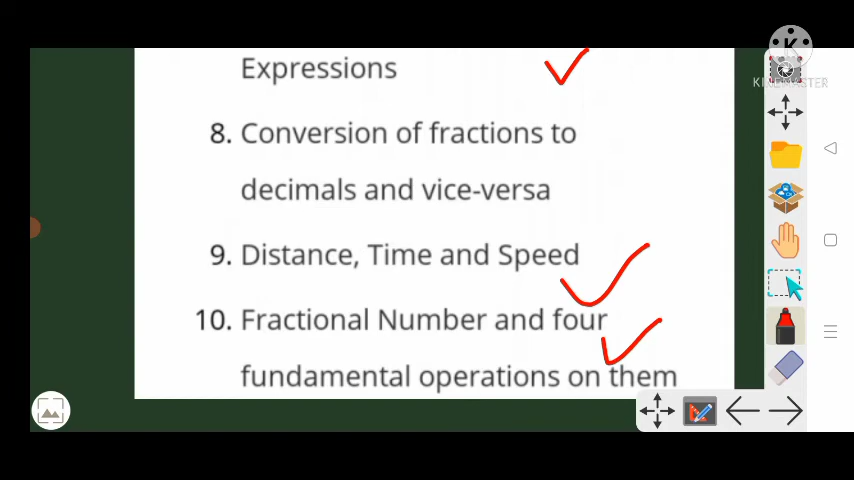 Expressions
8. Conversion of fractions to
decimals and vice-versa
9. Distance, Time and Speed
10. Fractional Number and four
fundamental operations on them
KINEMASTER